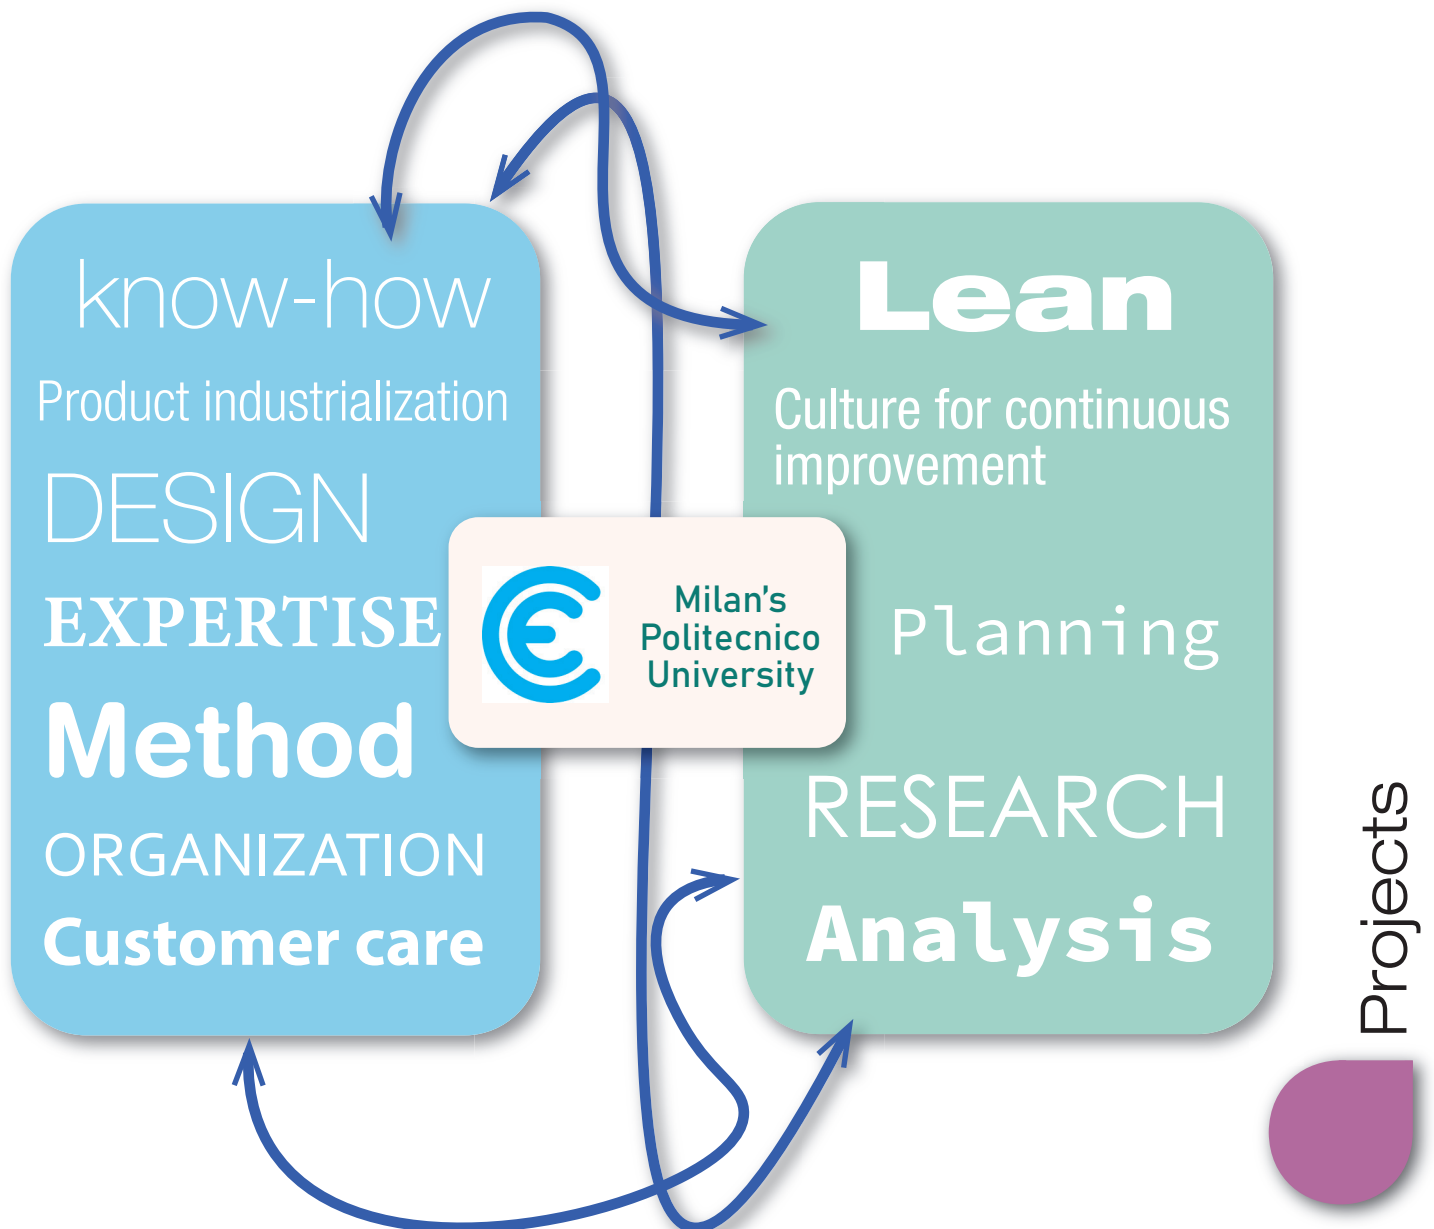 know-how
Product industrialization
DESIGN
EXPERTISE
Method
ORGANIZATION
Customer care
Milan's
Politecnico
University
Lean
Culture for continuous
improvement
Planning
RESEARCH
Analysis
Projects